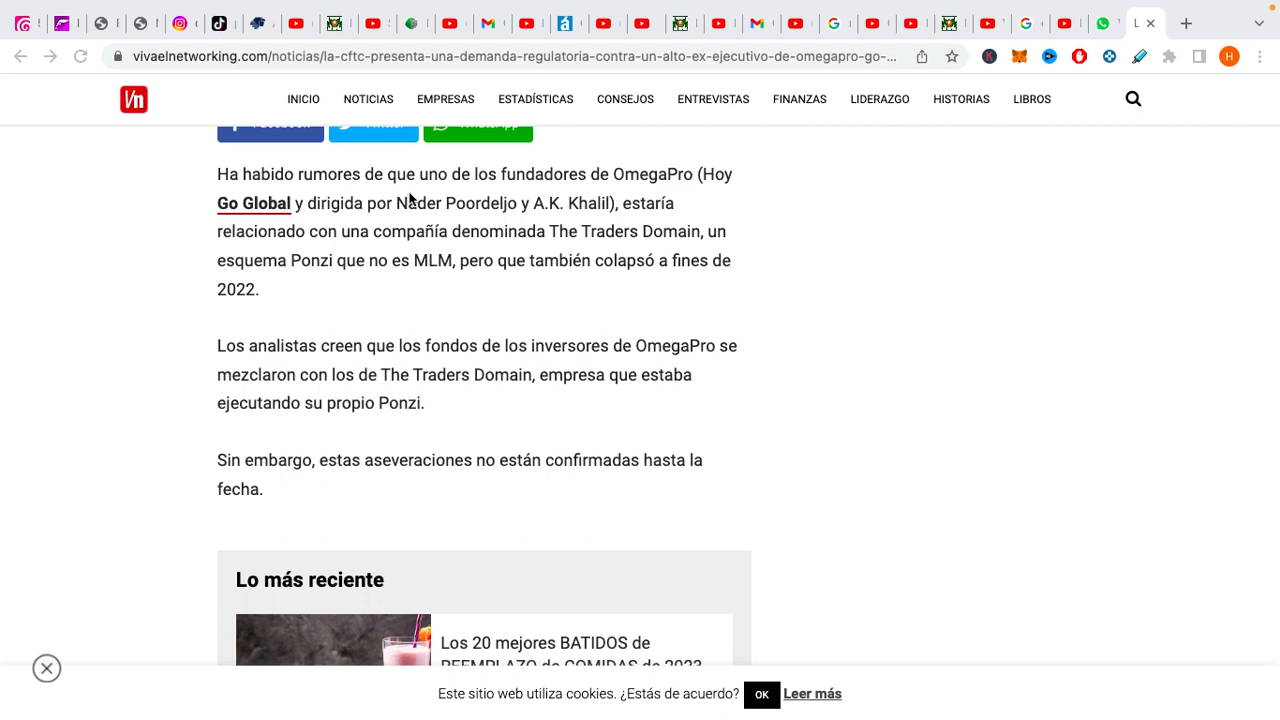 vivaelnetworking.com/noticias/la-cftc-presenta-una-demanda-regulatoria-contra-un-alto-ex-ejecutivo-de-omegapro-go-...
H
Vn
INICIO NOTICIAS EMPRESAS ESTADÍSTICAS CONSEJOS ENTREVISTAS FINANZAS LIDERAZGO HISTORIAS LIBROS
Facebook Twitter WhatsApp
Ha habido rumores de que uno de los fundadores de OmegaPro (Hoy
Go Global y dirigida por Nader Poordeljo y A.K. Khalil), estaría
relacionado con una compañía denominada The Traders Domain, un
esquema Ponzi que no es MLM, pero que también colapsó a fines de
2022.
Los analistas creen que los fondos de los inversores de OmegaPro se
mezclaron con los de The Traders Domain, empresa que estaba
ejecutando su propio Ponzi.
Sin embargo, estas aseveraciones no están confirmadas hasta la
fecha.
Lo más reciente
Los 20 mejores BATIDOS de
REEMPLAZO de COMIDAS de 2023
Este sitio web utiliza cookies. ¿Estás de acuerdo? OK Leer más